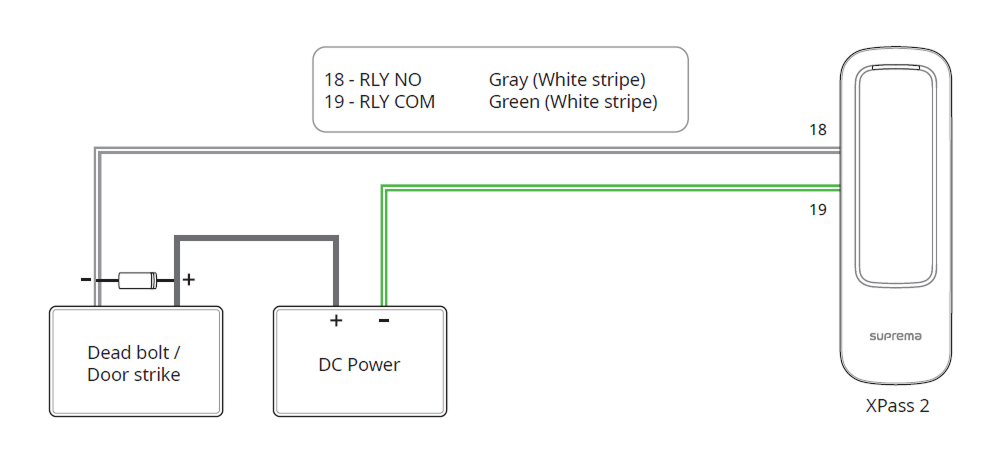 18 - RLY NO Gray (White stripe)
19 - RLY COM Green (White stripe)
18
19
- +
+ -
Dead bolt /
Door strike
DC Power
suprema
XPass 2